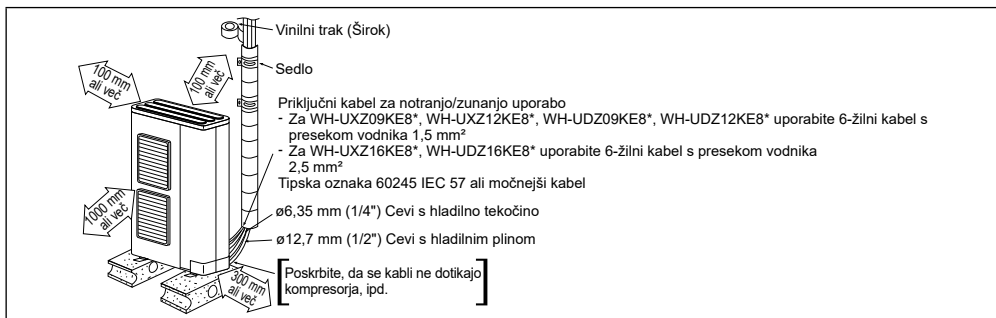 Vinilni trak (Širok)
Sedlo
100 mm
ali več
100 mm
ali več
Priključni kabel za notranjo/zunanjo uporabo
- Za WH-UXZ09KE8*, WH-UXZ12KE8*, WH-UDZ09KE8*, WH-UDZ12KE8* uporabite 6-žilni kabel s
presekom vodnika 1,5 mm²
- Za WH-UXZ16KE8*, WH-UDZ16KE8* uporabite 6-žilni kabel s presekom vodnika
2,5 mm²
Tipska oznaka 60245 IEC 57 ali močnejši kabel
1000 mm
ali več
ø6,35 mm (1/4") Cevi s hladilno tekočino
ø12,7 mm (1/2") Cevi s hladilnim plinom
Poskrbite, da se kabli ne dotikajo
kompresorja, ipd.
300 mm
ali več